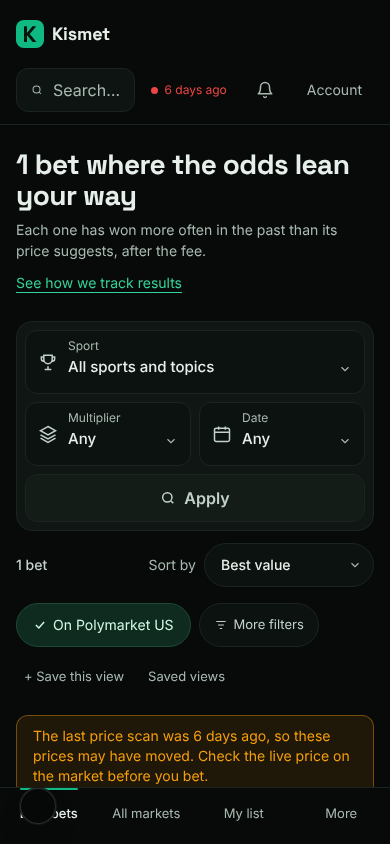 Kismet
Search...
6 days ago
Account
1 bet where the odds lean
your way
Each one has won more often in the past than its
price suggests, after the fee.
See how we track results
Sport
All sports and topics
Multiplier
Any
Date
Any
Apply
1 bet
Sort by
Best value
On Polymarket US
More filters
+ Save this view
Saved views
The last price scan was 6 days ago, so these
prices may have moved. Check the live price on
the market before you bet.
bets
All markets
My list
More